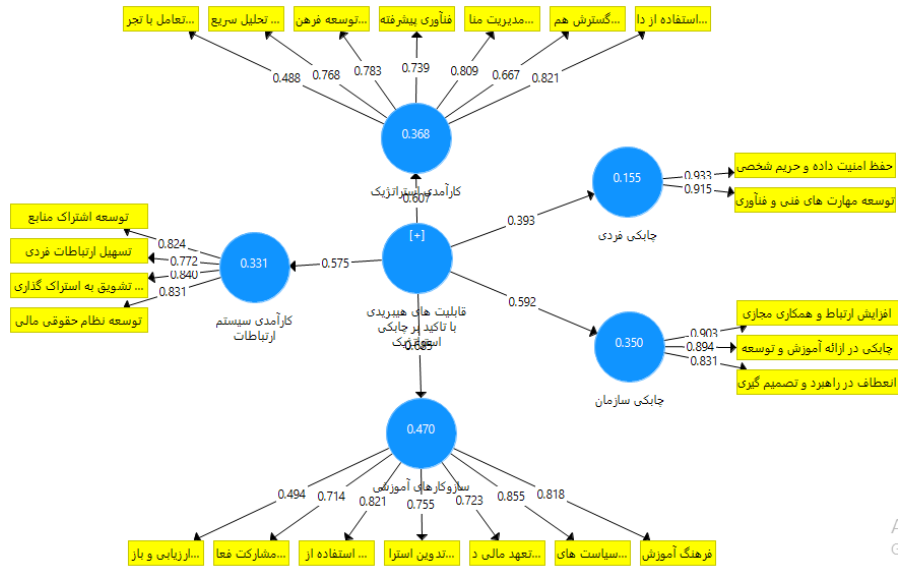 تعامل با تجر...
تحلیل سریع...
توسعه فرهن...
فنآوری پیشرفته
مدیریت منا...
گسترش هم...
استفاده از دا...
0.488
0.768
0.783
0.739
0.809
0.667
0.821
0.368
کارآمدی استراتژیک
0.607
0.155
چابکی فردی
0.933
0.915
حفظ امنیت داده و حریم شخصی
توسعه مهارت های فنی و فنآوری
0.393
[+]
قابلیت های هیبریدی
با تاکید بر چابکی
استراتژیک
توسعه اشتراک منابع
تسهیل ارتباطات فردی
تشویق به استراک گذاری ...
توسعه نظام حقوقی مالی
0.824
0.772
0.840
0.831
0.331
کارآمدی سیستم
ارتباطات
0.575
0.592
0.350
چابکی سازمان
0.903
0.894
0.831
افزایش ارتباط و همکاری مجازی
چابکی در ارائه آموزش و توسعه
انعطاف در راهبرد و تصمیم گیری
0.685
0.470
سازوکارهای آموزشی
0.494
0.714
0.821
0.755
0.723
0.855
0.818
ارزیابی و باز...
مشارکت فعا...
استفاده از ...
تدوین استرا...
تعهد مالی د...
سیاست های...
فرهنگ آموزش